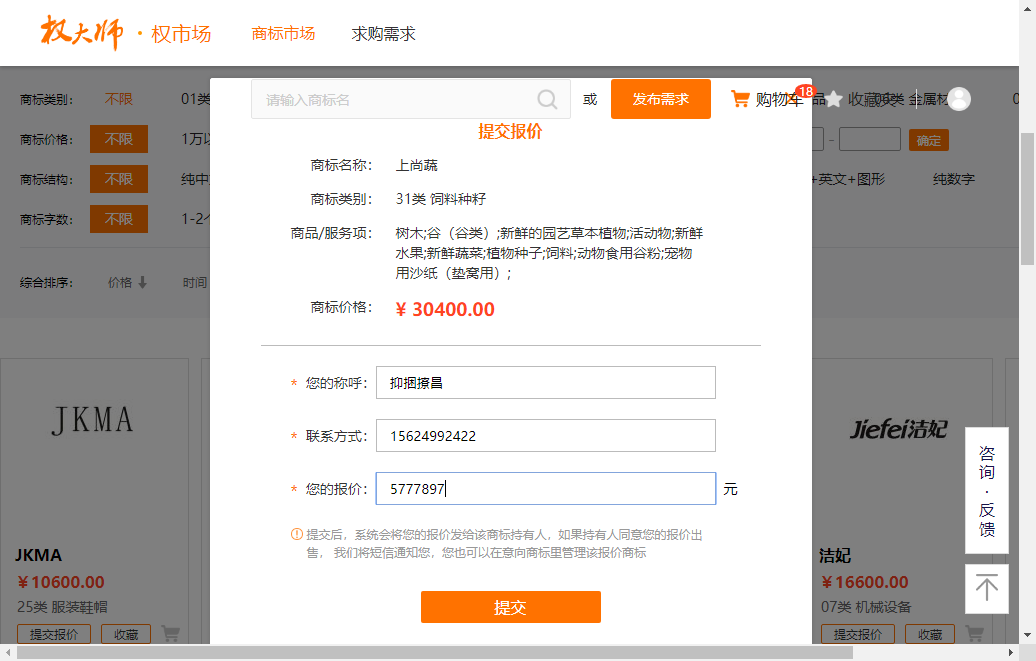 权大师 · 权市场 商标市场 求购需求
请输入商标名 或 发布需求 购物车 18 品 收藏夹
商标类别: 不限 01类 06类 金属材 0
提交报价
商标价格: 不限 1万以 - 确定
商标名称: 上尚蔬
商标结构: 不限 纯中 +英文+图形 纯数字
商标类别: 31类 饲料种籽
商标字数: 不限 1-2个
商品/服务项: 树木;谷（谷类）;新鲜的园艺草本植物;活动物;新鲜
水果;新鲜蔬菜;植物种子;饲料;动物食用谷粉;宠物
用沙纸（垫窝用）;
综合排序: 价格 时间
商标价格: ¥ 30400.00
* 您的称呼: 抑捆撩昌
* 联系方式: 15624992422
* 您的报价: 5777897 元
提交后，系统会将您的报价发给该商标持有人，如果持有人同意您的报价出
售， 我们将短信通知您，您也可以在意向商标里管理该报价商标
提交
JKMA
JKMA
¥10600.00
25类 服装鞋帽
提交报价 收藏
Jiefei洁妃
洁妃
¥16600.00
07类 机械设备
提交报价 收藏
咨
询
·
反
馈